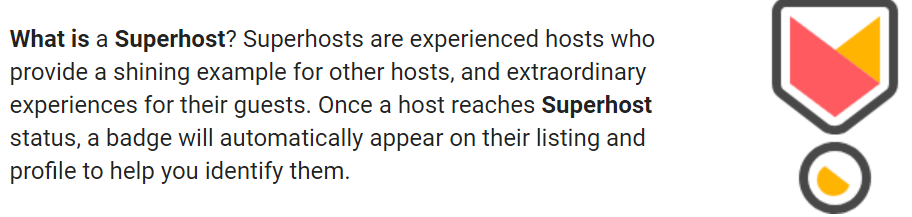 What is a Superhost? Superhosts are experienced hosts who
provide a shining example for other hosts, and extraordinary
experiences for their guests. Once a host reaches Superhost
status, a badge will automatically appear on their listing and
profile to help you identify them.